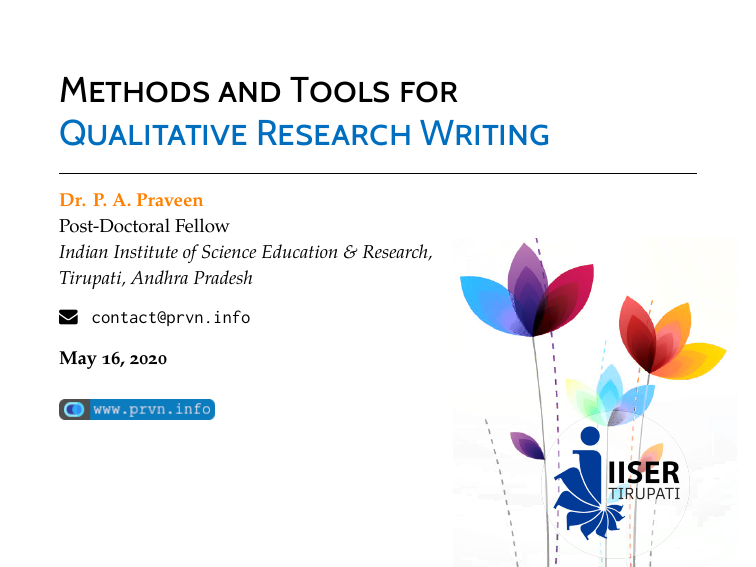 Methods and Tools for
Qualitative Research Writing
Dr. P. A. Praveen
Post-Doctoral Fellow
Indian Institute of Science Education & Research,
Tirupati, Andhra Pradesh
contact@prvn.info
May 16, 2020
www.prvn.info
IISER
TIRUPATI